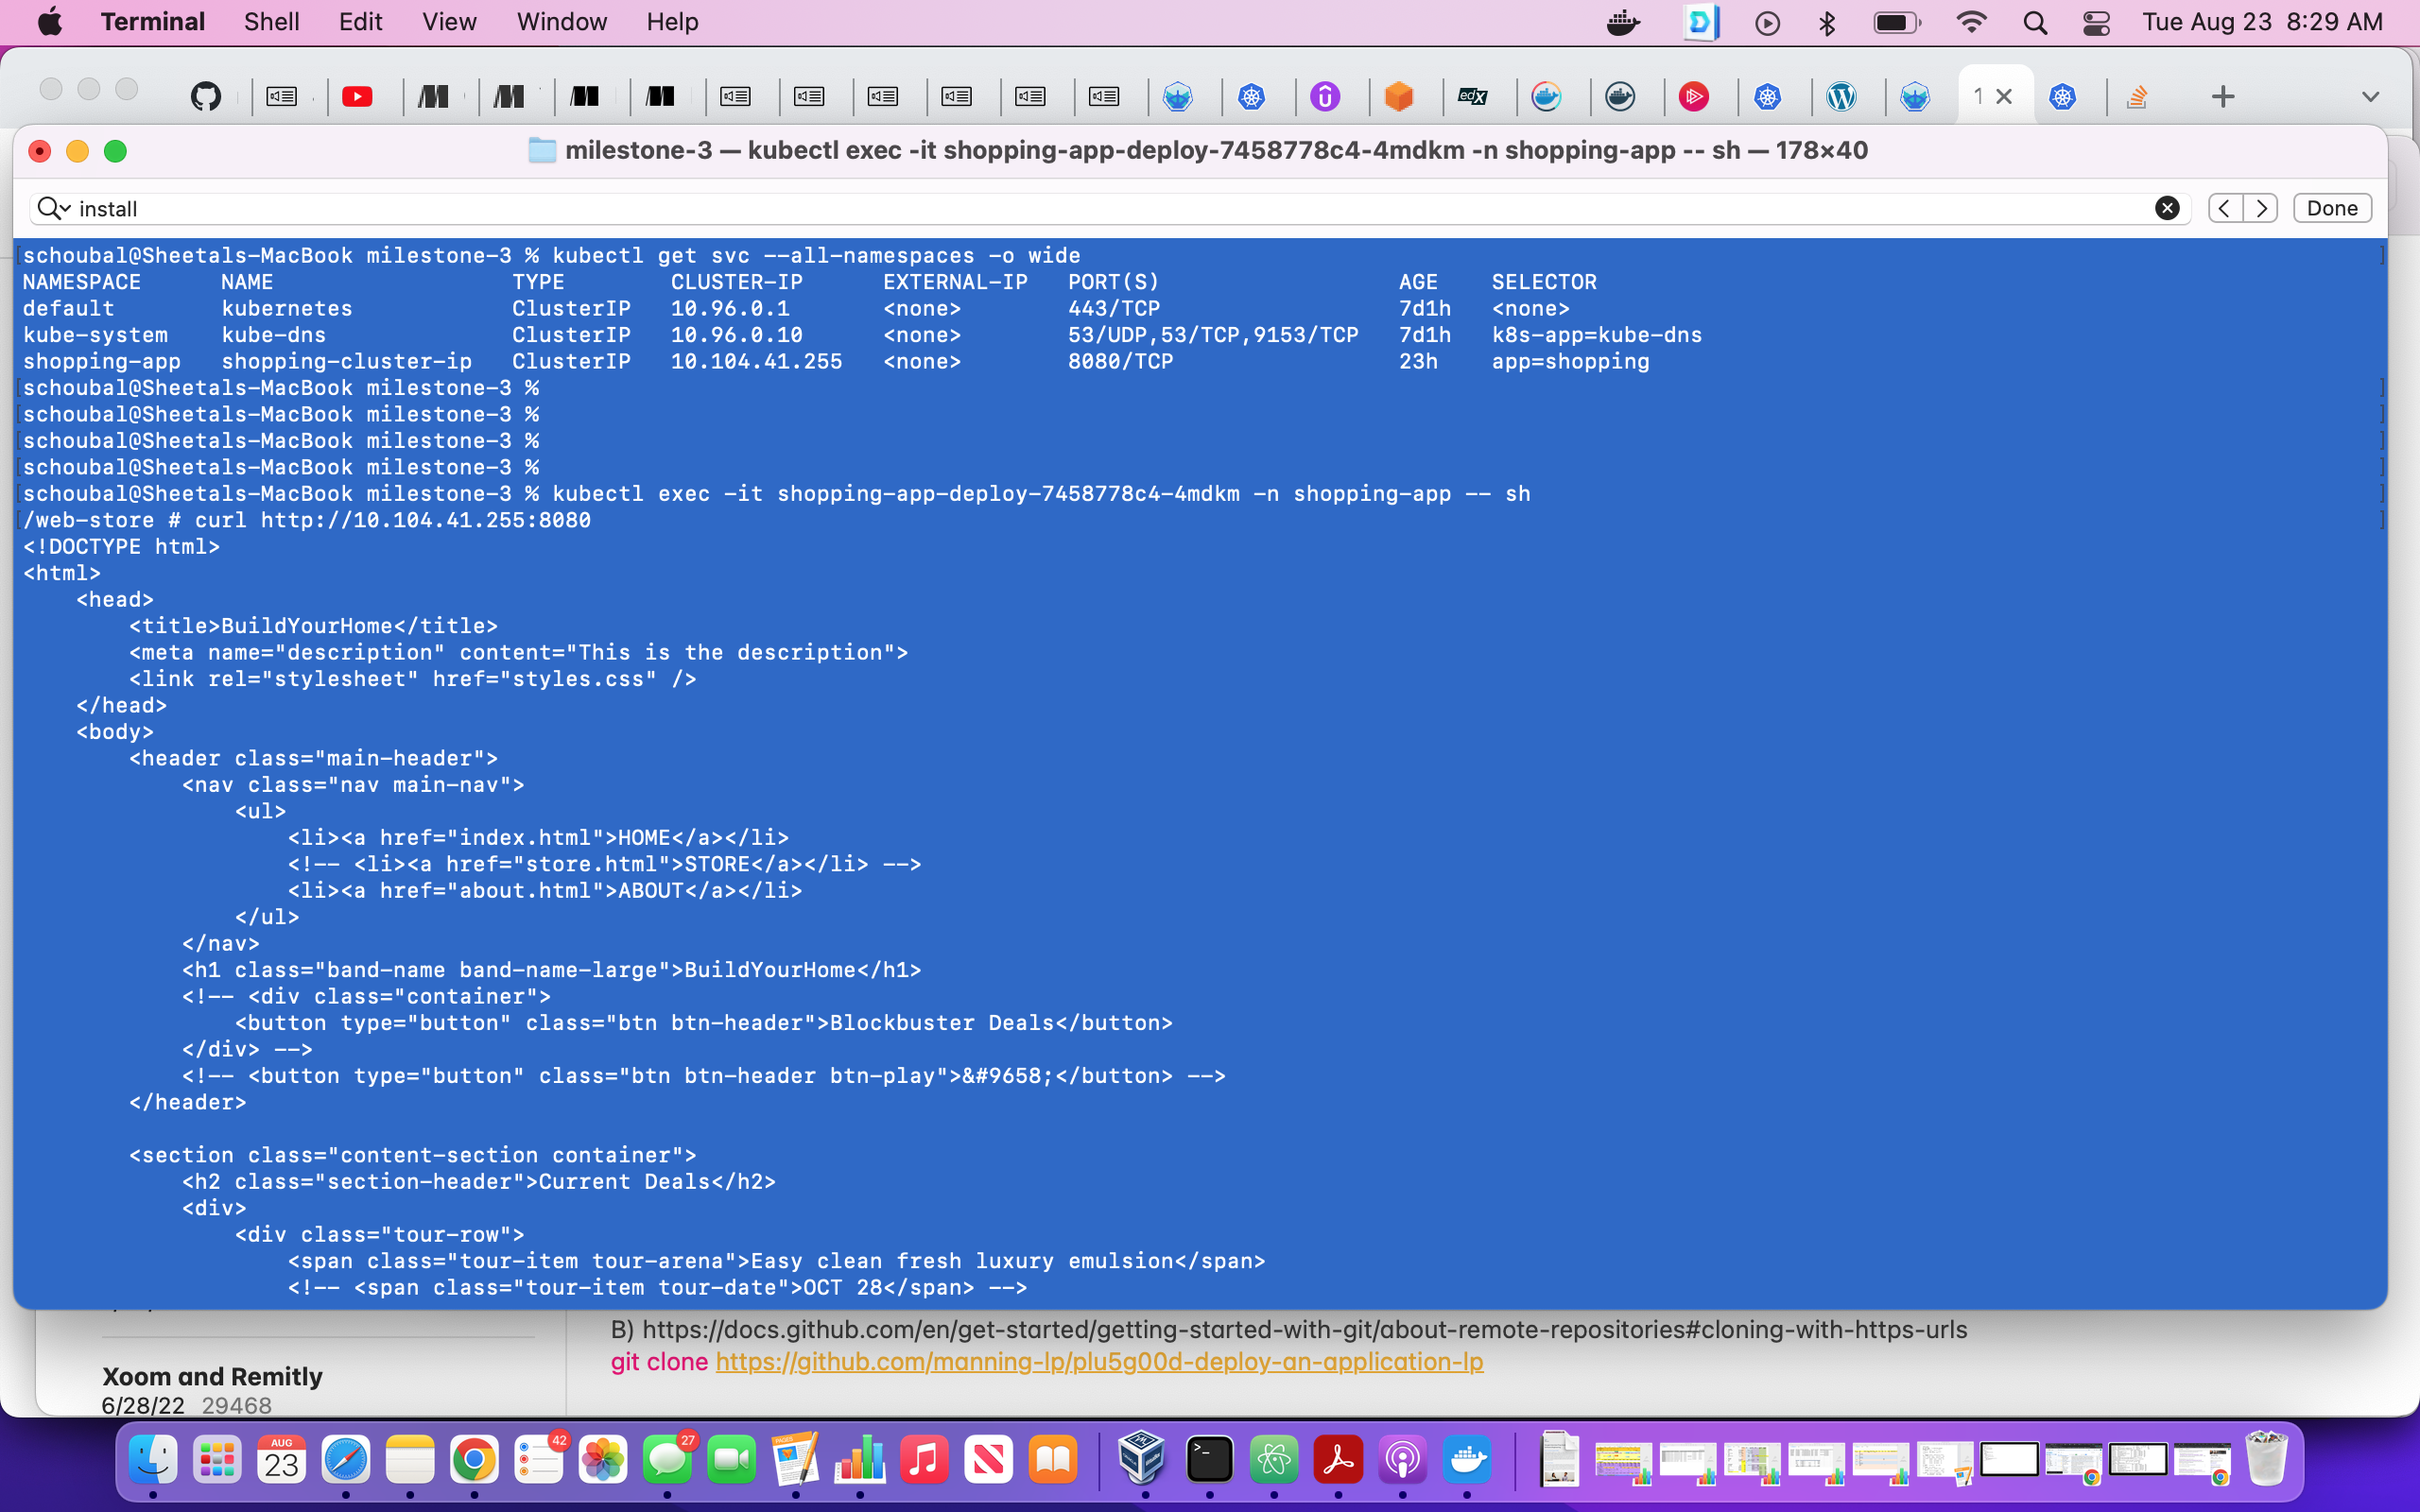 Terminal Shell Edit View Window Help Tue Aug 23 8:29 AM
edX 1
milestone-3 — kubectl exec -it shopping-app-deploy-7458778c4-4mdkm -n shopping-app -- sh — 178×40
install Done
schoubal@Sheetals-MacBook milestone-3 % kubectl get svc --all-namespaces -o wide
NAMESPACE NAME TYPE CLUSTER-IP EXTERNAL-IP PORT(S) AGE SELECTOR
default kubernetes ClusterIP 10.96.0.1 <none> 443/TCP 7d1h <none>
kube-system kube-dns ClusterIP 10.96.0.10 <none> 53/UDP,53/TCP,9153/TCP 7d1h k8s-app=kube-dns
shopping-app shopping-cluster-ip ClusterIP 10.104.41.255 <none> 8080/TCP 23h app=shopping
schoubal@Sheetals-MacBook milestone-3 %
schoubal@Sheetals-MacBook milestone-3 %
schoubal@Sheetals-MacBook milestone-3 %
schoubal@Sheetals-MacBook milestone-3 %
schoubal@Sheetals-MacBook milestone-3 % kubectl exec -it shopping-app-deploy-7458778c4-4mdkm -n shopping-app -- sh
/web-store # curl http://10.104.41.255:8080
<!DOCTYPE html>
<html>
    <head>
        <title>BuildYourHome</title>
        <meta name="description" content="This is the description">
        <link rel="stylesheet" href="styles.css" />
    </head>
    <body>
        <header class="main-header">
            <nav class="nav main-nav">
                <ul>
                    <li><a href="index.html">HOME</a></li>
                    <!-- <li><a href="store.html">STORE</a></li> -->
                    <li><a href="about.html">ABOUT</a></li>
                </ul>
            </nav>
            <h1 class="band-name band-name-large">BuildYourHome</h1>
            <!-- <div class="container">
                <button type="button" class="btn btn-header">Blockbuster Deals</button>
            </div> -->
            <!-- <button type="button" class="btn btn-header btn-play">&#9658;</button> -->
        </header>

        <section class="content-section container">
            <h2 class="section-header">Current Deals</h2>
            <div>
                <div class="tour-row">
                    <span class="tour-item tour-arena">Easy clean fresh luxury emulsion</span>
                    <!-- <span class="tour-item tour-date">OCT 28</span> -->
B) https://docs.github.com/en/get-started/getting-started-with-git/about-remote-repositories#cloning-with-https-urls
git clone https://github.com/manning-lp/plu5g00d-deploy-an-application-lp
Xoom and Remitly
6/28/22 29468
AUG
23
42
27
PAGES